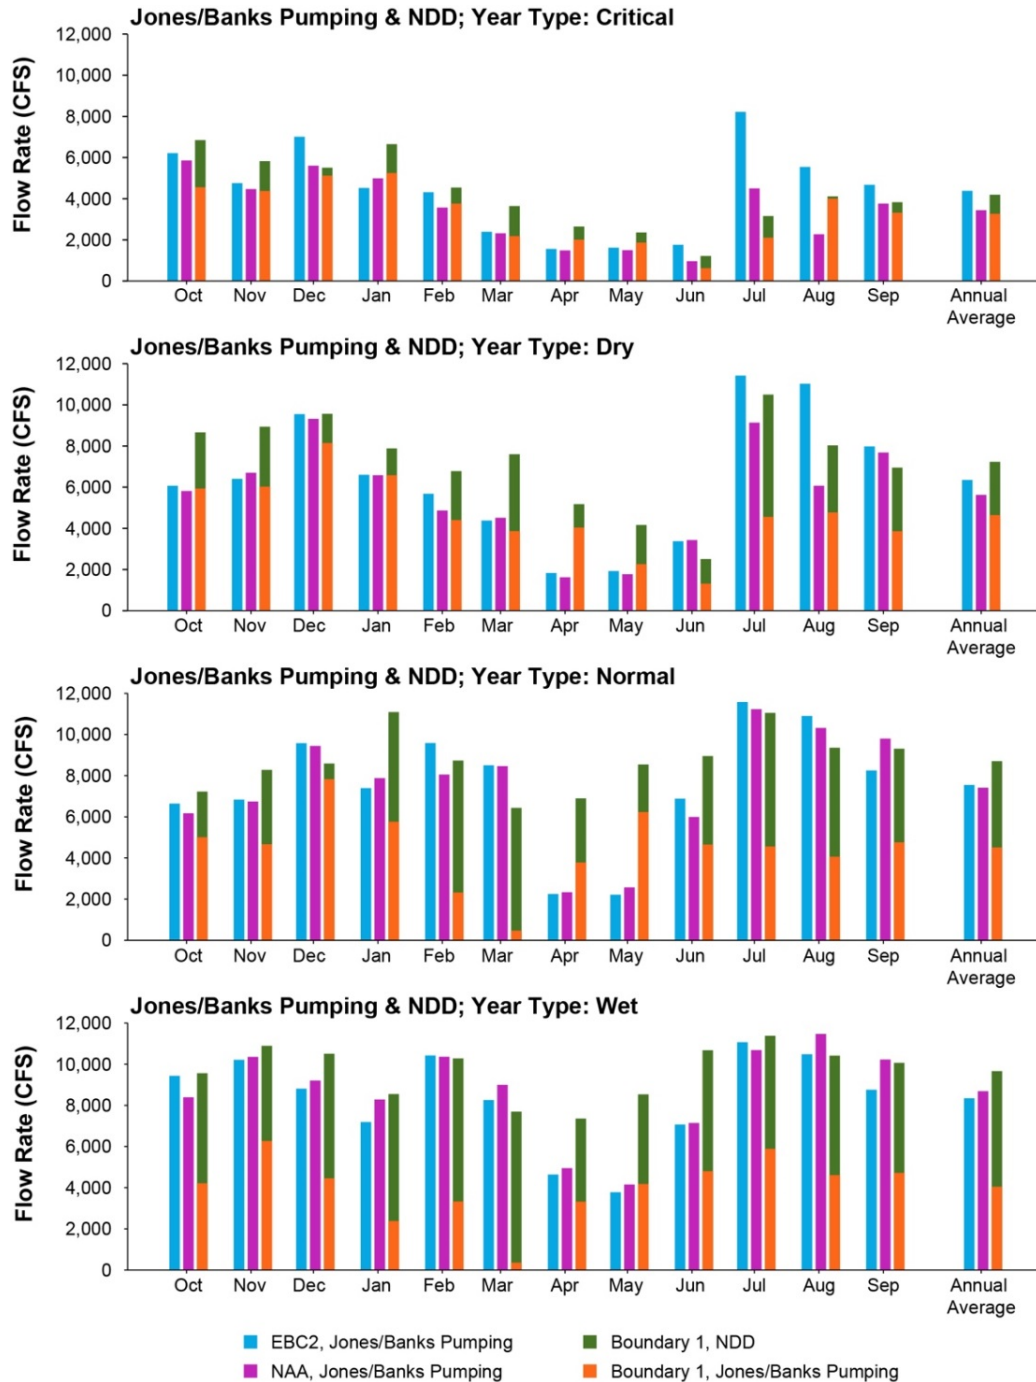 Jones/Banks Pumping & NDD; Year Type: Critical
Flow Rate (CFS)
12,000
10,000
8,000
6,000
4,000
2,000
0
Oct Nov Dec Jan Feb Mar Apr May Jun Jul Aug Sep Annual
Average
Jones/Banks Pumping & NDD; Year Type: Dry
Flow Rate (CFS)
12,000
10,000
8,000
6,000
4,000
2,000
0
Oct Nov Dec Jan Feb Mar Apr May Jun Jul Aug Sep Annual
Average
Jones/Banks Pumping & NDD; Year Type: Normal
Flow Rate (CFS)
12,000
10,000
8,000
6,000
4,000
2,000
0
Oct Nov Dec Jan Feb Mar Apr May Jun Jul Aug Sep Annual
Average
Jones/Banks Pumping & NDD; Year Type: Wet
Flow Rate (CFS)
12,000
10,000
8,000
6,000
4,000
2,000
0
Oct Nov Dec Jan Feb Mar Apr May Jun Jul Aug Sep Annual
Average
EBC2, Jones/Banks Pumping Boundary 1, NDD
NAA, Jones/Banks Pumping Boundary 1, Jones/Banks Pumping